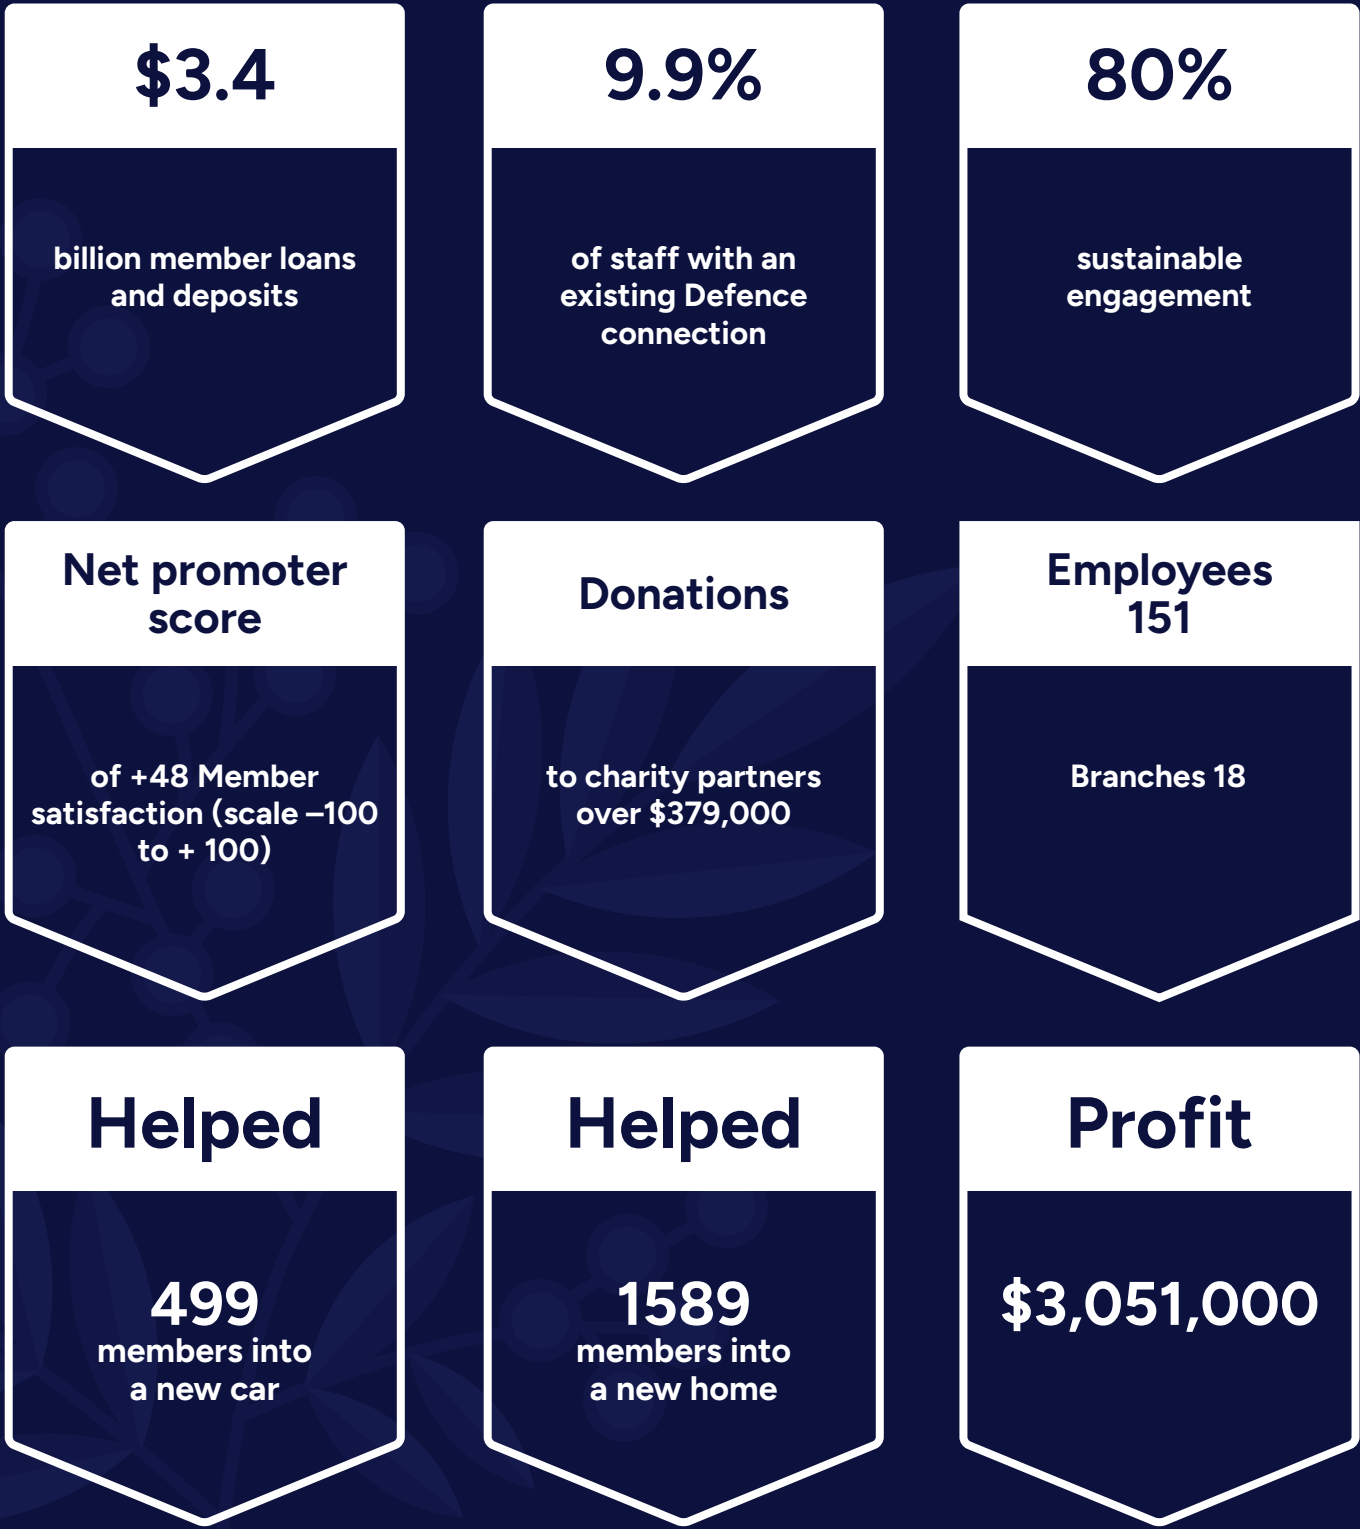 $3.4
billion member loans
and deposits
9.9%
of staff with an
existing Defence
connection
80%
sustainable
engagement
Net promoter
score
of +48 Member
satisfaction (scale –100
to + 100)
Donations
to charity partners
over $379,000
Employees
151
Branches 18
Helped
499
members into
a new car
Helped
1589
members into
a new home
Profit
$3,051,000